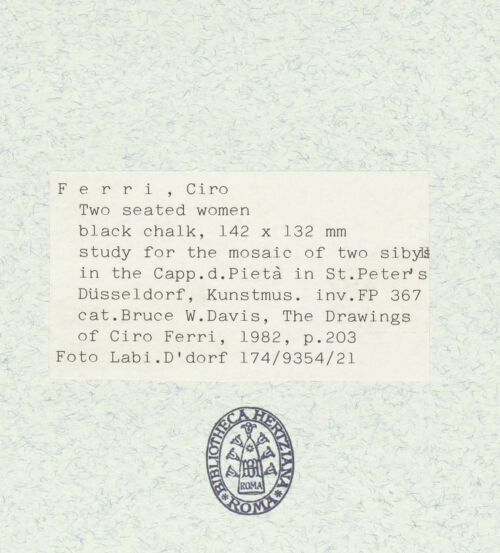 F e r r i , Ciro
Two seated women
black chalk, 142 x 132 mm
study for the mosaic of two sibyls
in the Capp.d.Pietà in St.Peter's
Düsseldorf, Kunstmus. inv.FP 367
cat.Bruce W.Davis, The Drawings
of Ciro Ferri, 1982, p.203
Foto Labi.D'dorf 174/9354/21
BIBLIOTHECA HERTZIANA
ROMA
ROMA